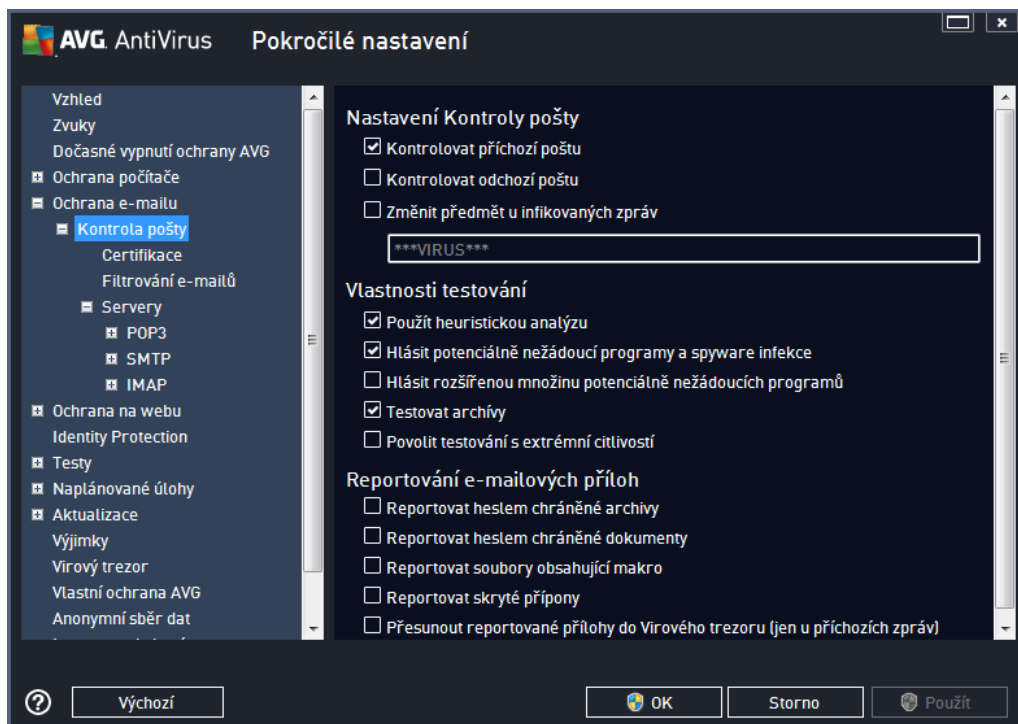 AVG. AntiVirus Pokročilé nastavení
Vzhled
Zvuky
Dočasné vypnutí ochrany AVG
Ochrana počítače
Ochrana e-mailu
Kontrola pošty
Certifikace
Filtrování e-mailů
Servery
POP3
SMTP
IMAP
Ochrana na webu
Identity Protection
Testy
Naplánované úlohy
Aktualizace
Výjimky
Virový trezor
Vlastní ochrana AVG
Anonymní sběr dat
Nastavení Kontroly pošty
Kontrolovat příchozí poštu
Kontrolovat odchozí poštu
Změnit předmět u infikovaných zpráv
***VIRUS***
Vlastnosti testování
Použít heuristickou analýzu
Hlásit potenciálně nežádoucí programy a spyware infekce
Hlásit rozšířenou množinu potenciálně nežádoucích programů
Testovat archívy
Povolit testování s extrémní citlivostí
Reportování e-mailových příloh
Reportovat heslem chráněné archivy
Reportovat heslem chráněné dokumenty
Reportovat soubory obsahující makro
Reportovat skryté přípony
Přesunout reportované přílohy do Virového trezoru (jen u příchozích zpráv)
Výchozí
OK
Storno
Použít